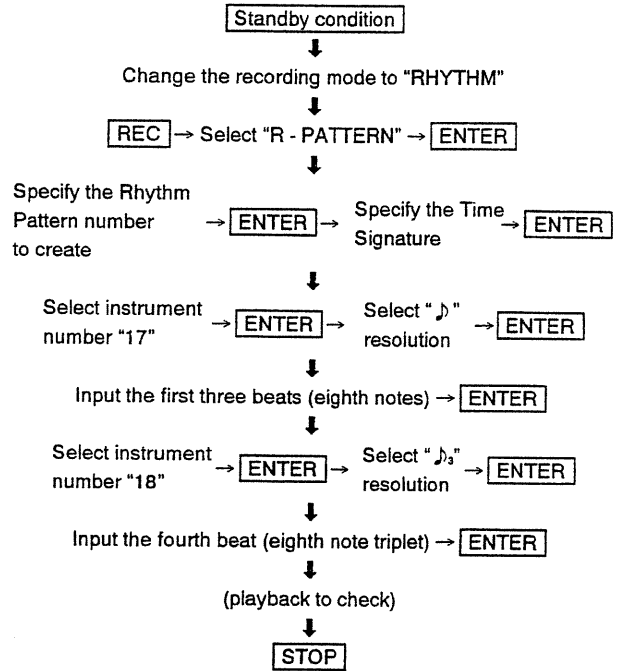 Standby condition
Change the recording mode to “RHYTHM”
REC → Select “R - PATTERN” → ENTER
Specify the Rhythm
Pattern number
to create
→ ENTER →
Specify the Time
Signature
→ ENTER
Select instrument
number “17”
→ ENTER →
Select “♪”
resolution
→ ENTER
Input the first three beats (eighth notes) → ENTER
Select instrument
number “18”
→ ENTER →
Select “♪3”
resolution
→ ENTER
Input the fourth beat (eighth note triplet) → ENTER
(playback to check)
STOP